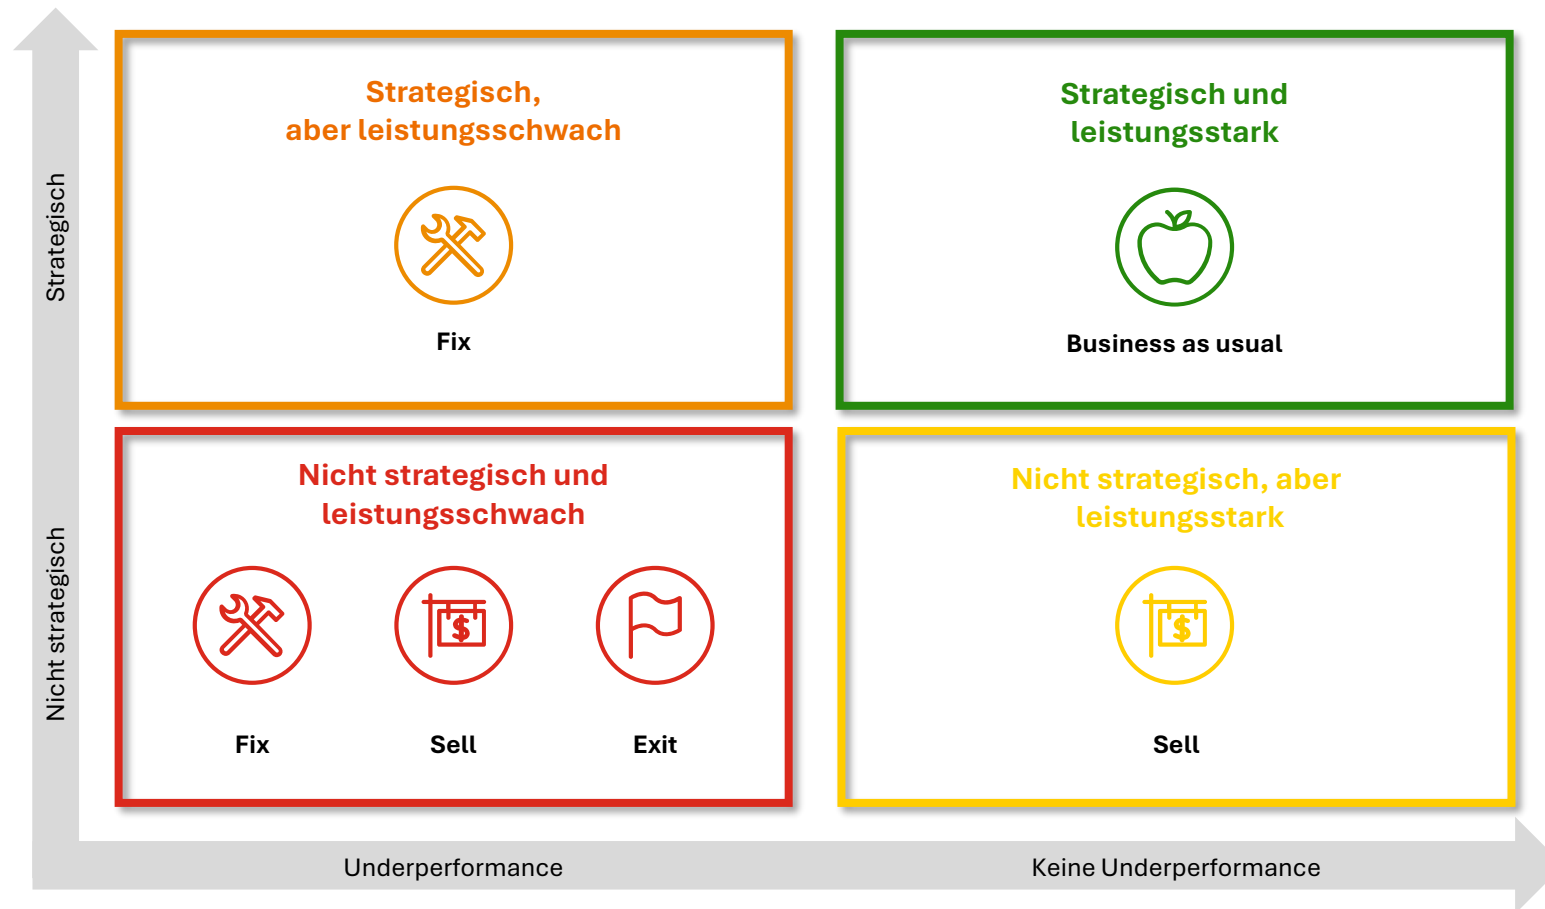 Strategisch
Strategisch,
aber leistungsschwach
Fix
Strategisch und
leistungsstark
Business as usual
Nicht strategisch
Nicht strategisch und
leistungsschwach
$
Fix
Sell
Exit
Nicht strategisch, aber
leistungsstark
$
Sell
Underperformance
Keine Underperformance